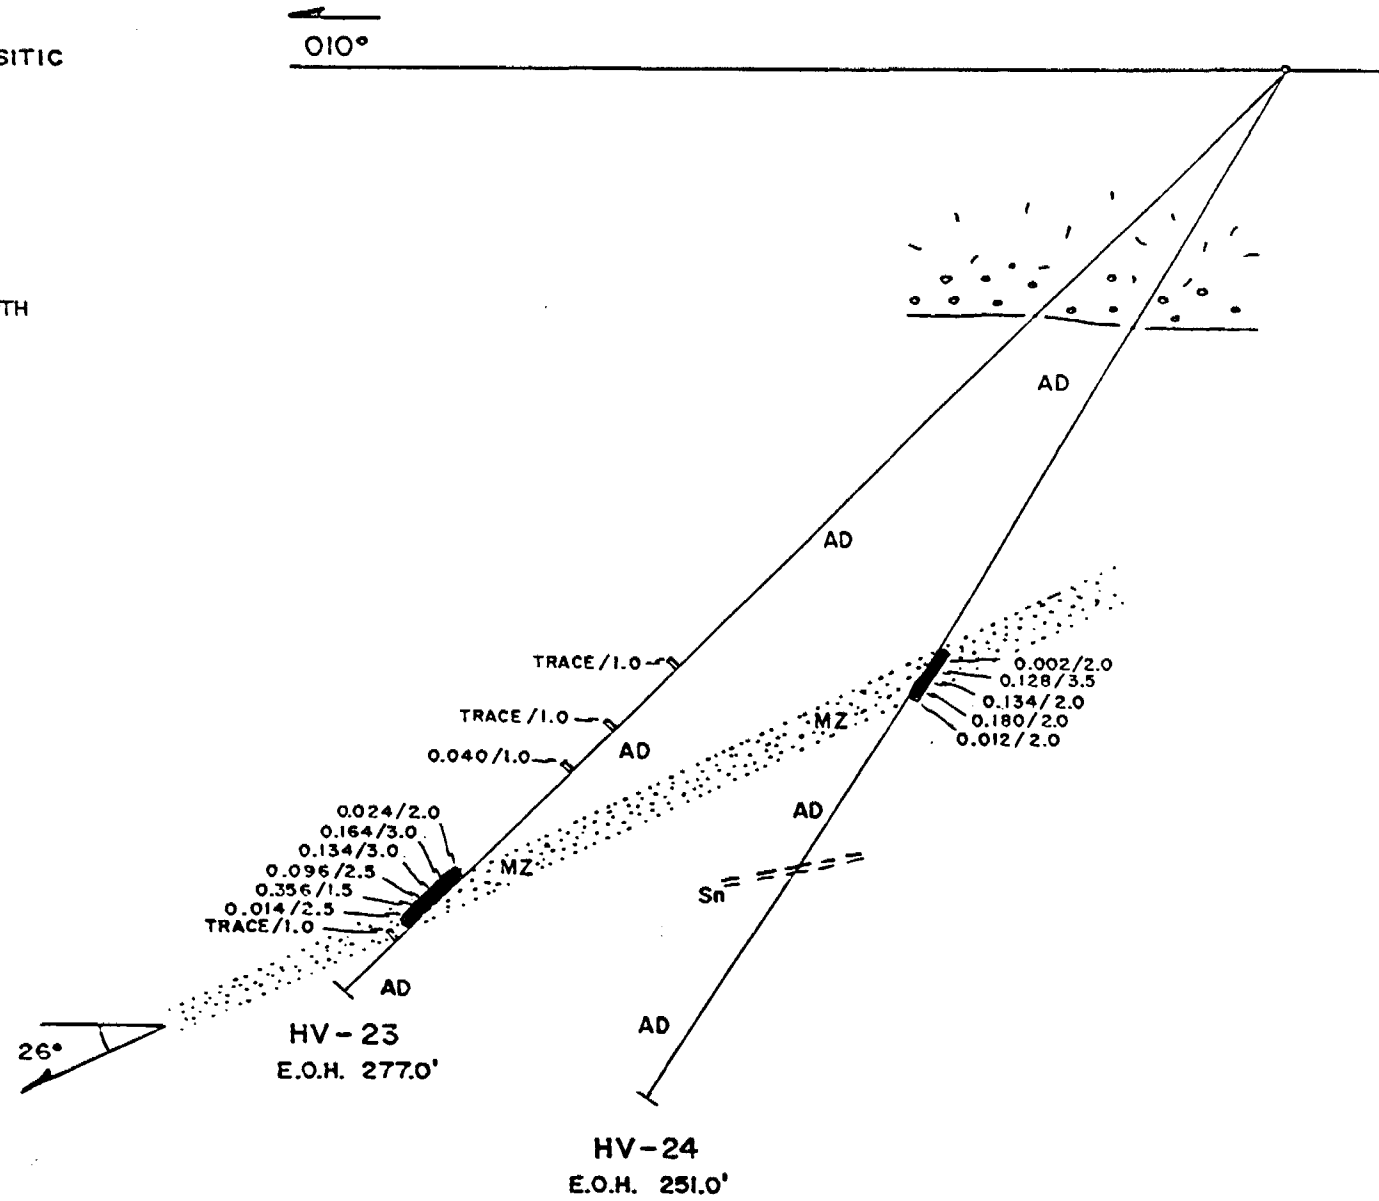 010°
SITIC
TH
AD
AD
TRACE/1.0
TRACE/1.0
AD
0.040/1.0
0.002/2.0
0.128/3.5
0.134/2.0
0.180/2.0
0.012/2.0
MZ
0.024/2.0
0.164/3.0
0.134/3.0
0.096/2.5
0.356/1.5
0.014/2.5
TRACE/1.0
MZ
AD
Sn
AD
AD
26°
HV-23
E.O.H. 277.0'
HV-24
E.O.H. 251.0'